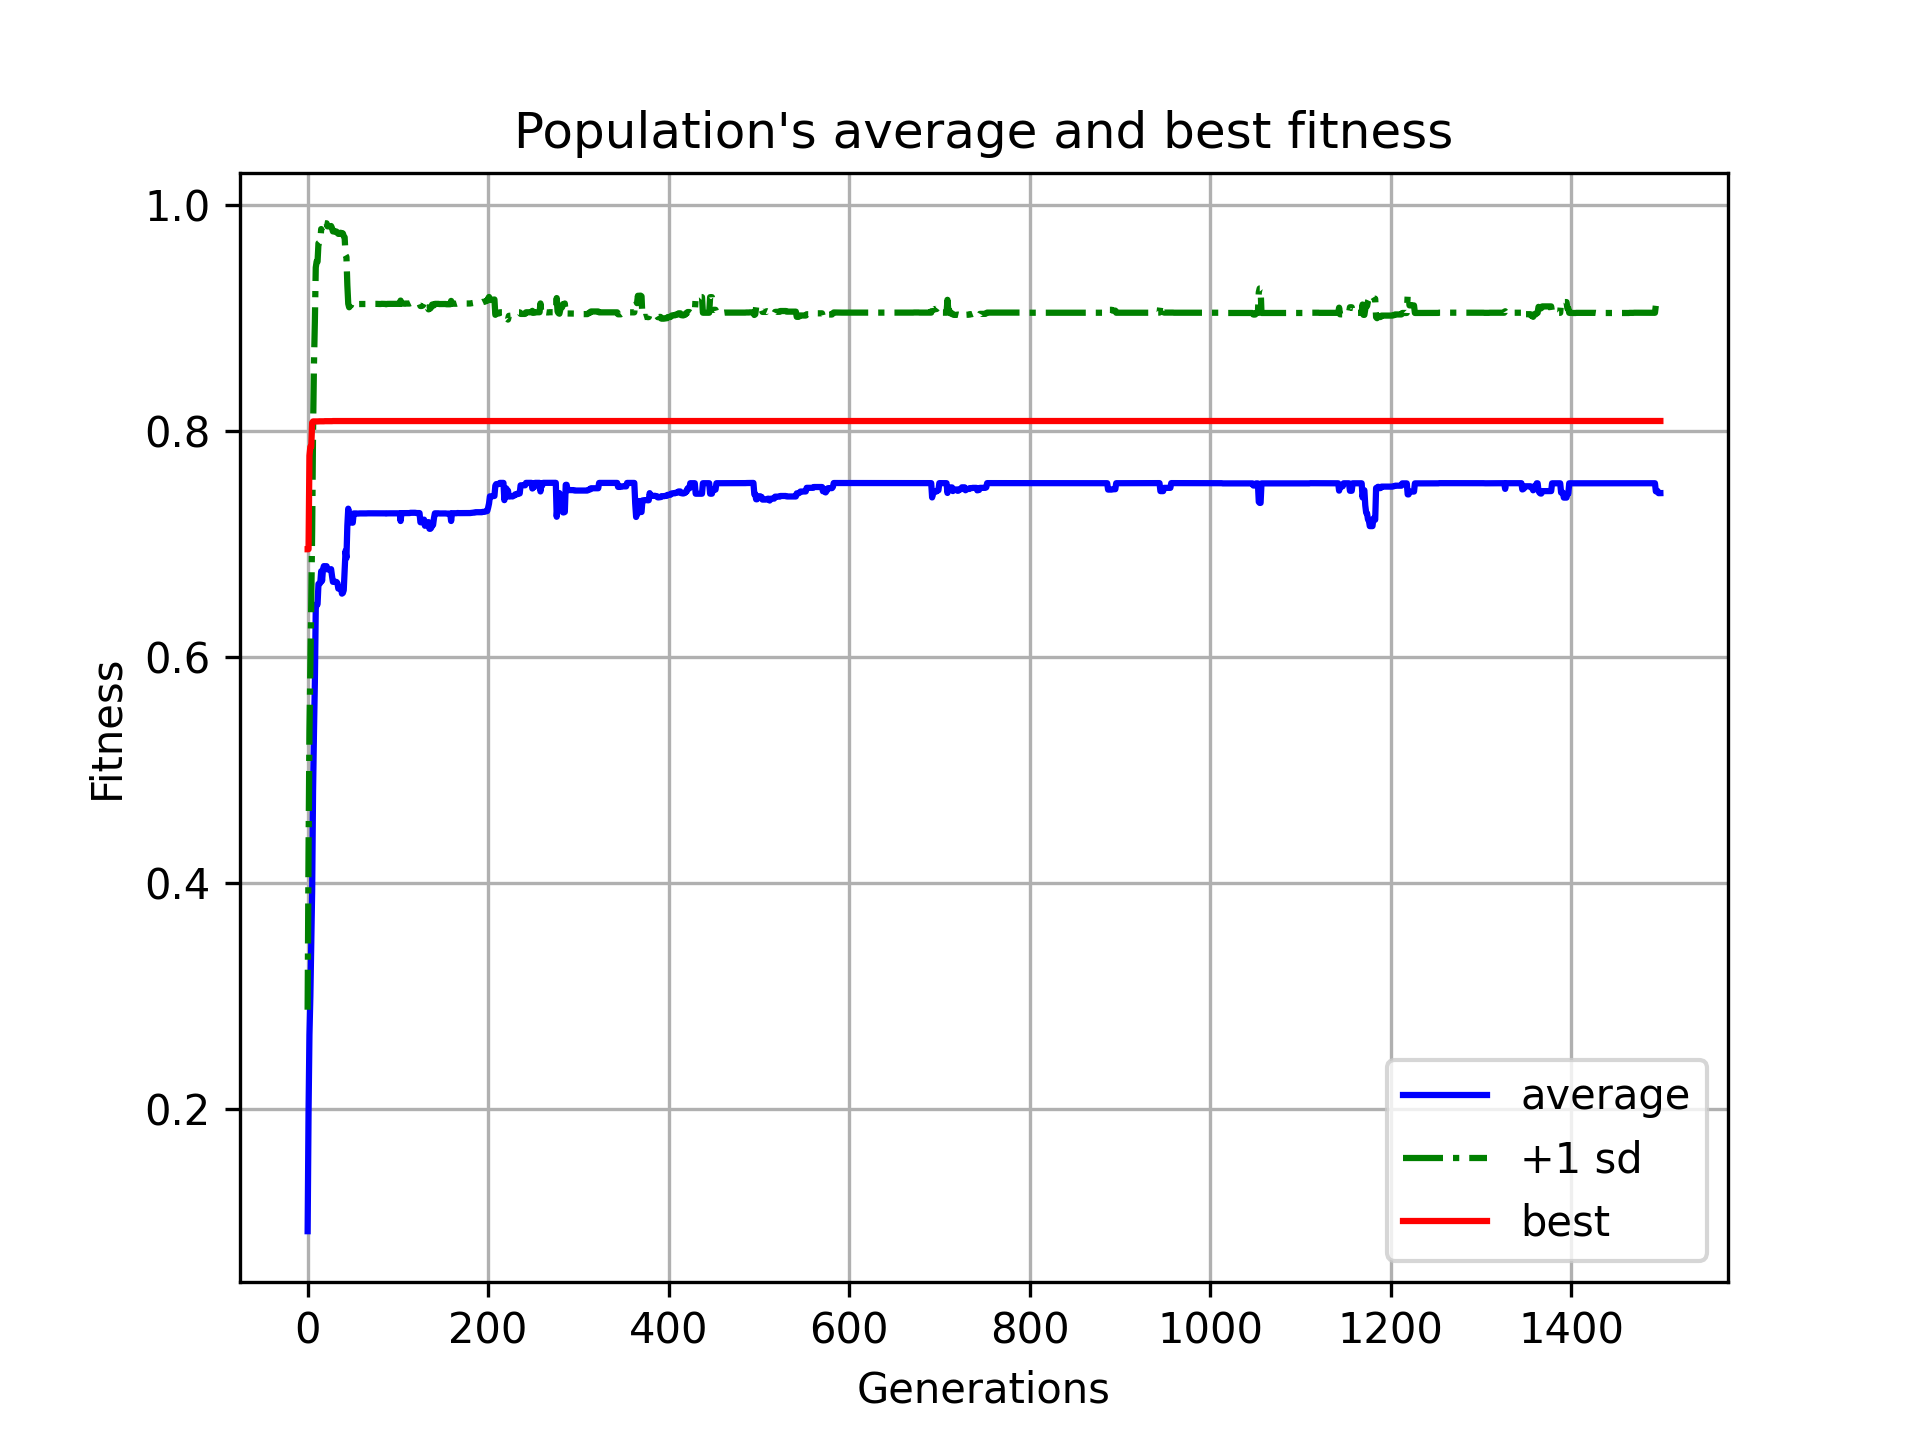 Population's average and best fitness
1.0
0.8
0.6
0.4
0.2
Fitness
0 200 400 600 800 1000 1200 1400
Generations
average
+1 sd
best